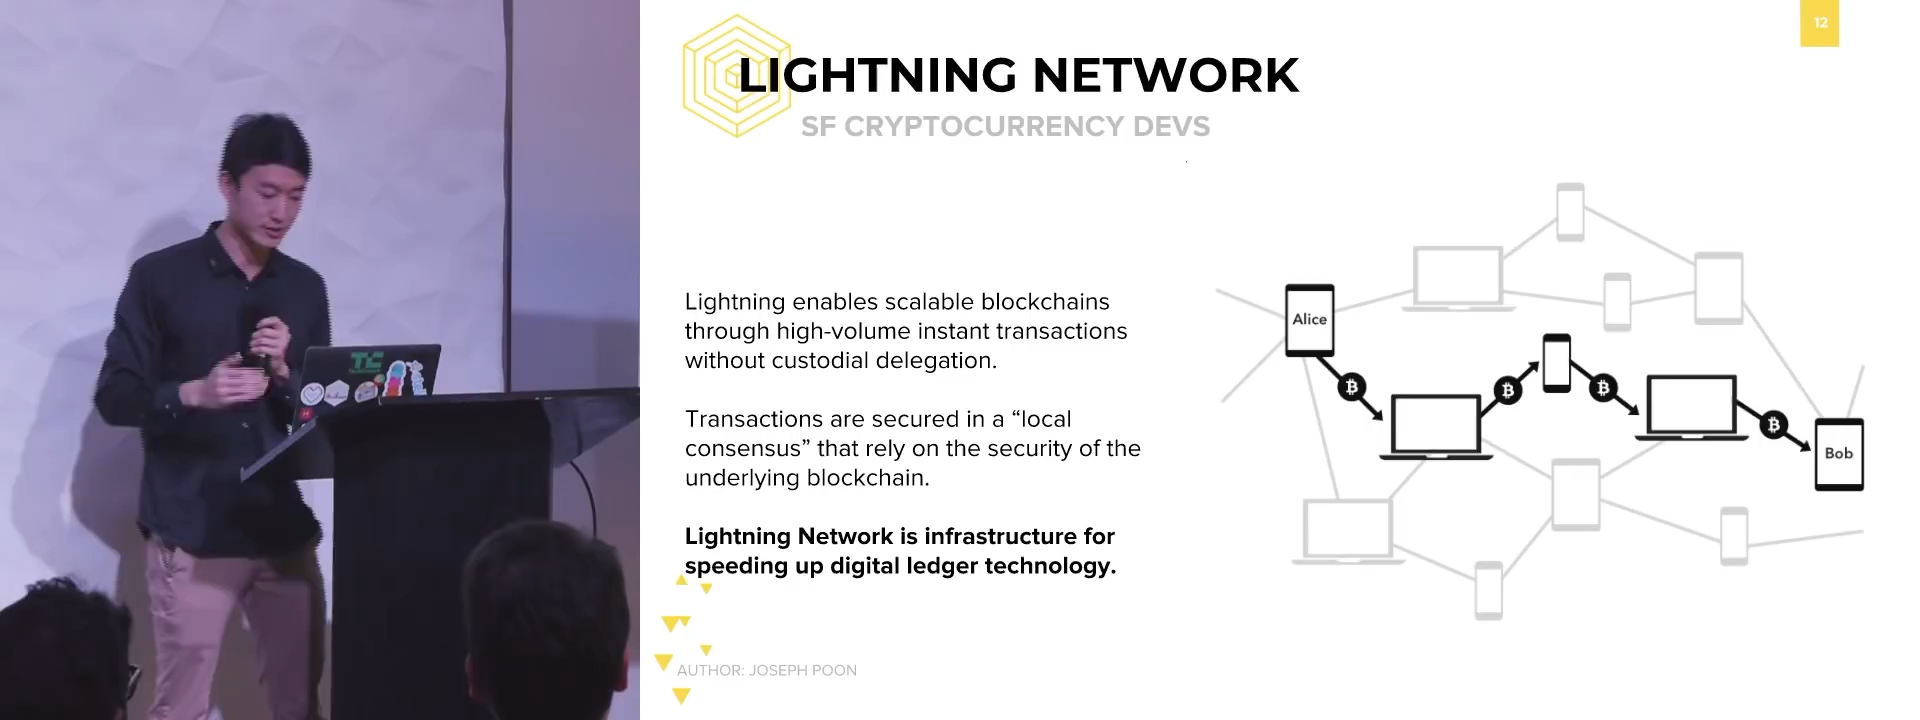 12
LIGHTNING NETWORK
SF CRYPTOCURRENCY DEVS
Lightning enables scalable blockchains
through high-volume instant transactions
without custodial delegation.
Transactions are secured in a “local
consensus” that rely on the security of the
underlying blockchain.
Lightning Network is infrastructure for
speeding up digital ledger technology.
AUTHOR: JOSEPH POON
Alice
Bob
TC